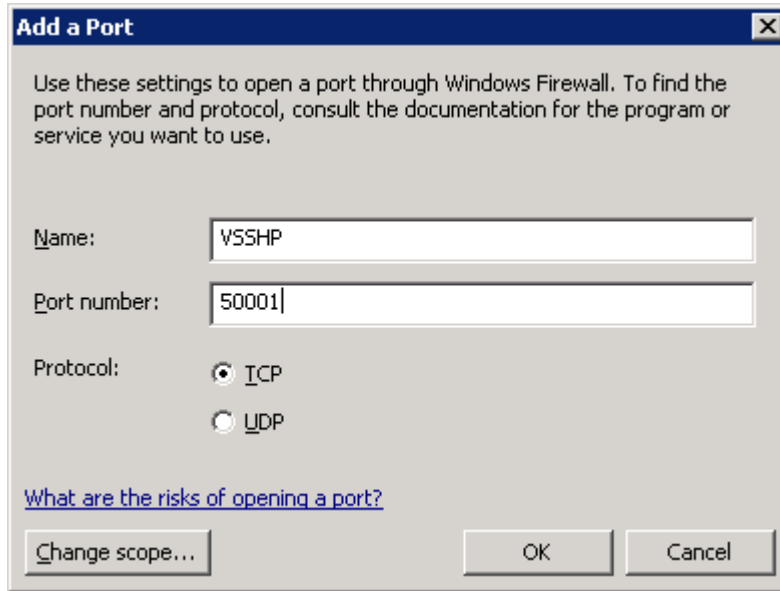 Add a Port
Use these settings to open a port through Windows Firewall. To find the
port number and protocol, consult the documentation for the program or
service you want to use.
Name: VSSHP
Port number: 50001
Protocol: TCP
UDP
What are the risks of opening a port?
Change scope... OK Cancel